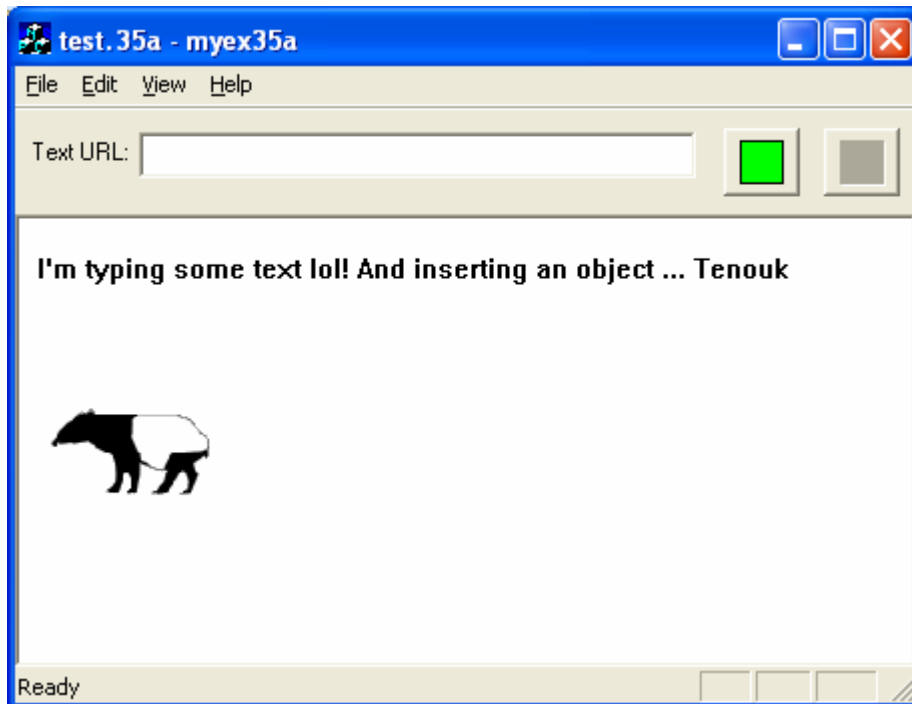 test.35a - myex35a
File Edit View Help
Text URL:
I'm typing some text lol! And inserting an object ... Tenouk
Ready